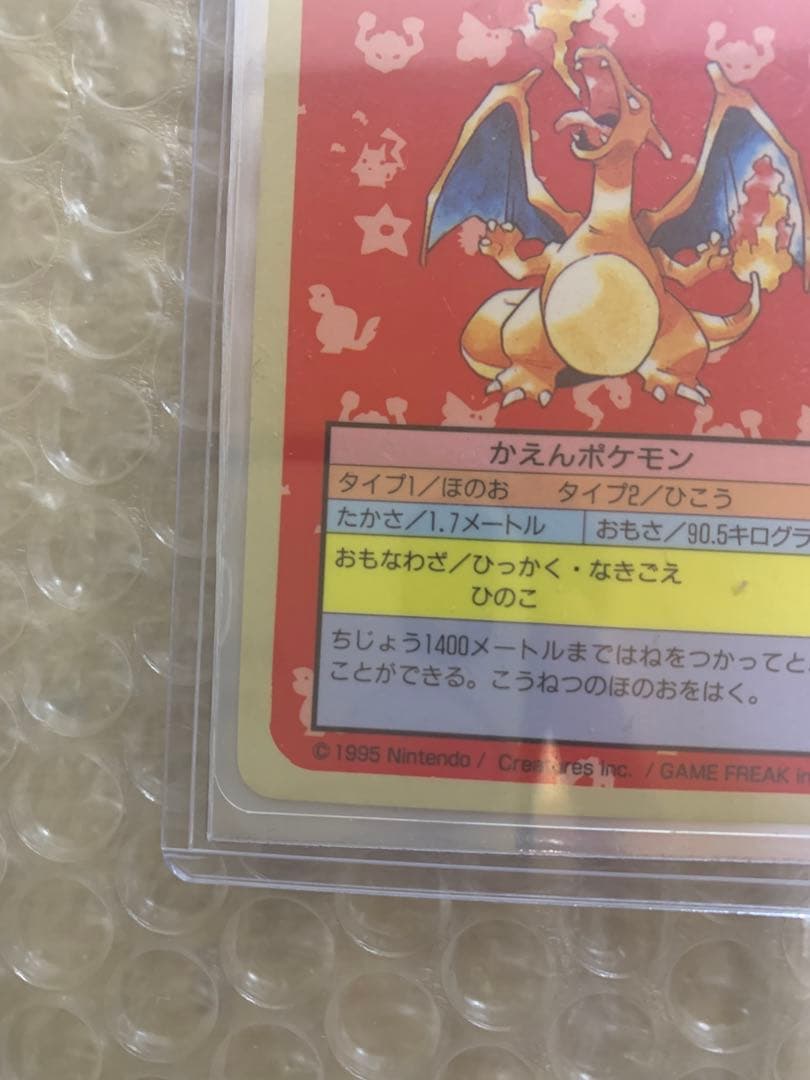 かえんポケモン
タイプ1/ほのお タイプ2/ひこう
たかさ/1.7メートル おもさ/90.5キログラ
おもなわざ/ひっかく・なきごえ
ひのこ
ちじょう1400メートルまではねをつかってと
ことができる。こうねつのほのおをはく。
©1995 Nintendo / Creatures Inc. / GAME FREAK in